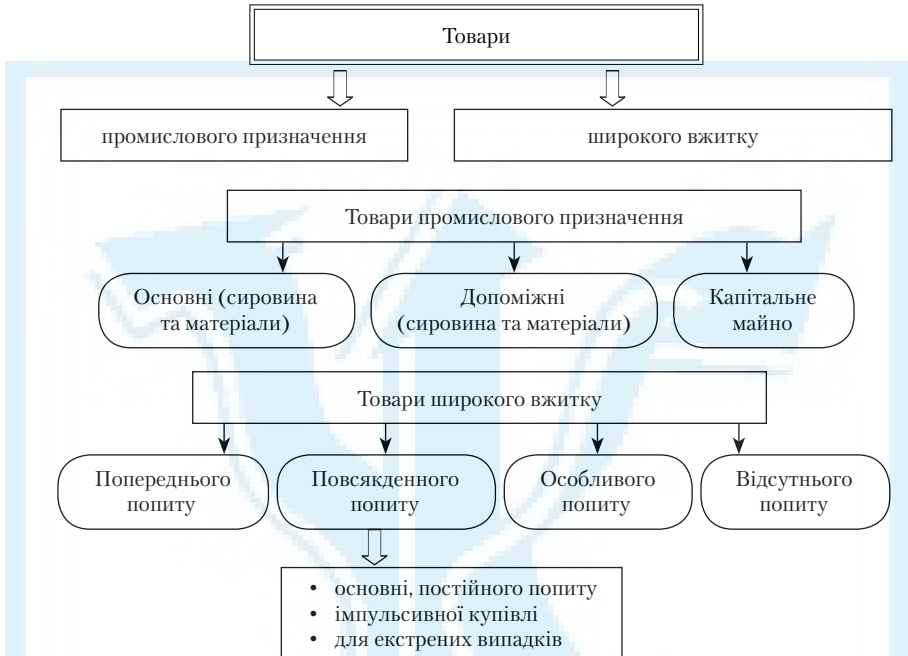 Товари
промислового призначення
широкого вжитку
Товари промислового призначення
Основні (сировина
та матеріали)
Допоміжні
(сировина та матеріали)
Капітальне
майно
Товари широкого вжитку
Попереднього
попиту
Повсякденного
попиту
Особливого
попиту
Відсутнього
попиту
• основні, постійного попиту
• імпульсивної купівлі
• для екстрених випадків